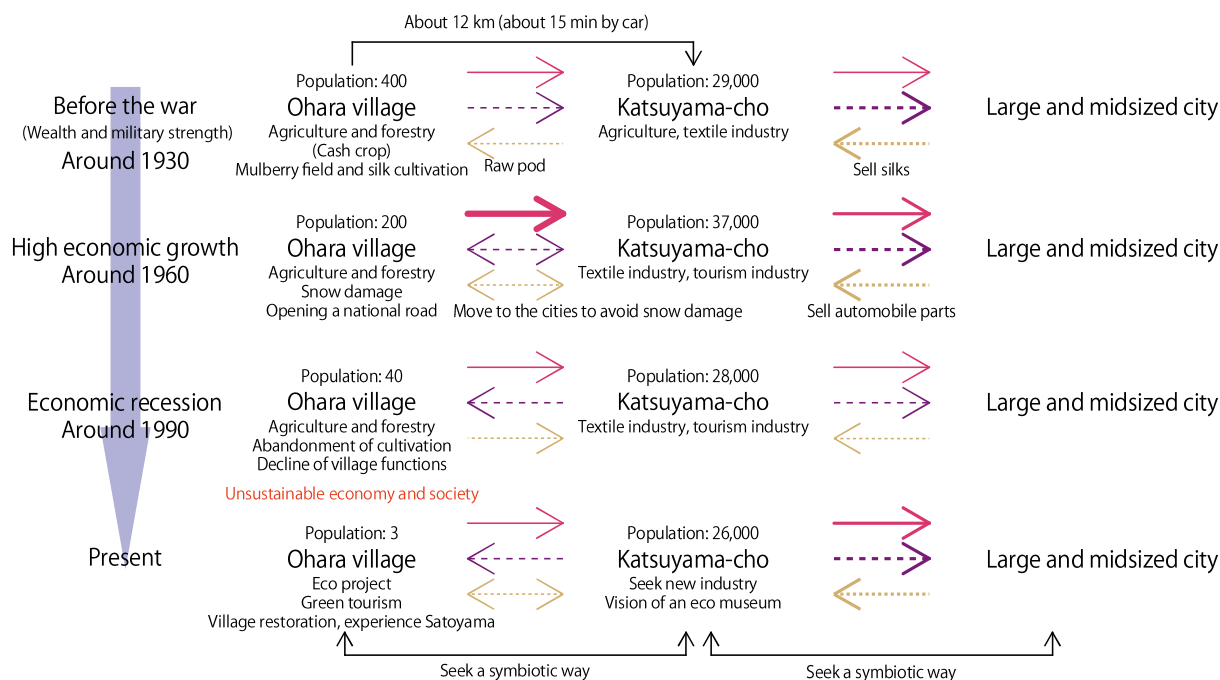 About 12 km (about 15 min by car)
Before the war
(Wealth and military strength)
Around 1930
Population: 400
Ohara village
Agriculture and forestry
(Cash crop)
Mulberry field and silk cultivation
Raw pod
Population: 29,000
Katsuyama-cho
Agriculture, textile industry
Sell silks
Large and midsized city
High economic growth
Around 1960
Population: 200
Ohara village
Agriculture and forestry
Snow damage
Opening a national road
Move to the cities to avoid snow damage
Population: 37,000
Katsuyama-cho
Textile industry, tourism industry
Sell automobile parts
Large and midsized city
Economic recession
Around 1990
Population: 40
Ohara village
Agriculture and forestry
Abandonment of cultivation
Decline of village functions
Population: 28,000
Katsuyama-cho
Textile industry, tourism industry
Large and midsized city
Unsustainable economy and society
Present
Population: 3
Ohara village
Eco project
Green tourism
Village restoration, experience Satoyama
Population: 26,000
Katsuyama-cho
Seek new industry
Vision of an eco museum
Large and midsized city
Seek a symbiotic way
Seek a symbiotic way